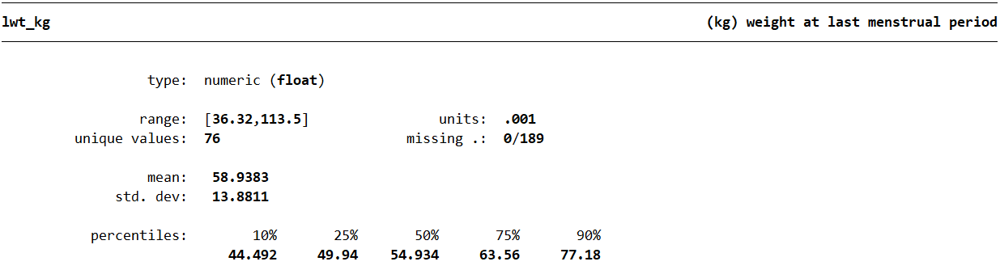 lwt_kg (kg) weight at last menstrual period
type: numeric (float)
range: [36.32,113.5] units: .001
unique values: 76 missing .: 0/189
mean: 58.9383
std. dev: 13.8811
percentiles: 10% 25% 50% 75% 90%
44.492 49.94 54.934 63.56 77.18